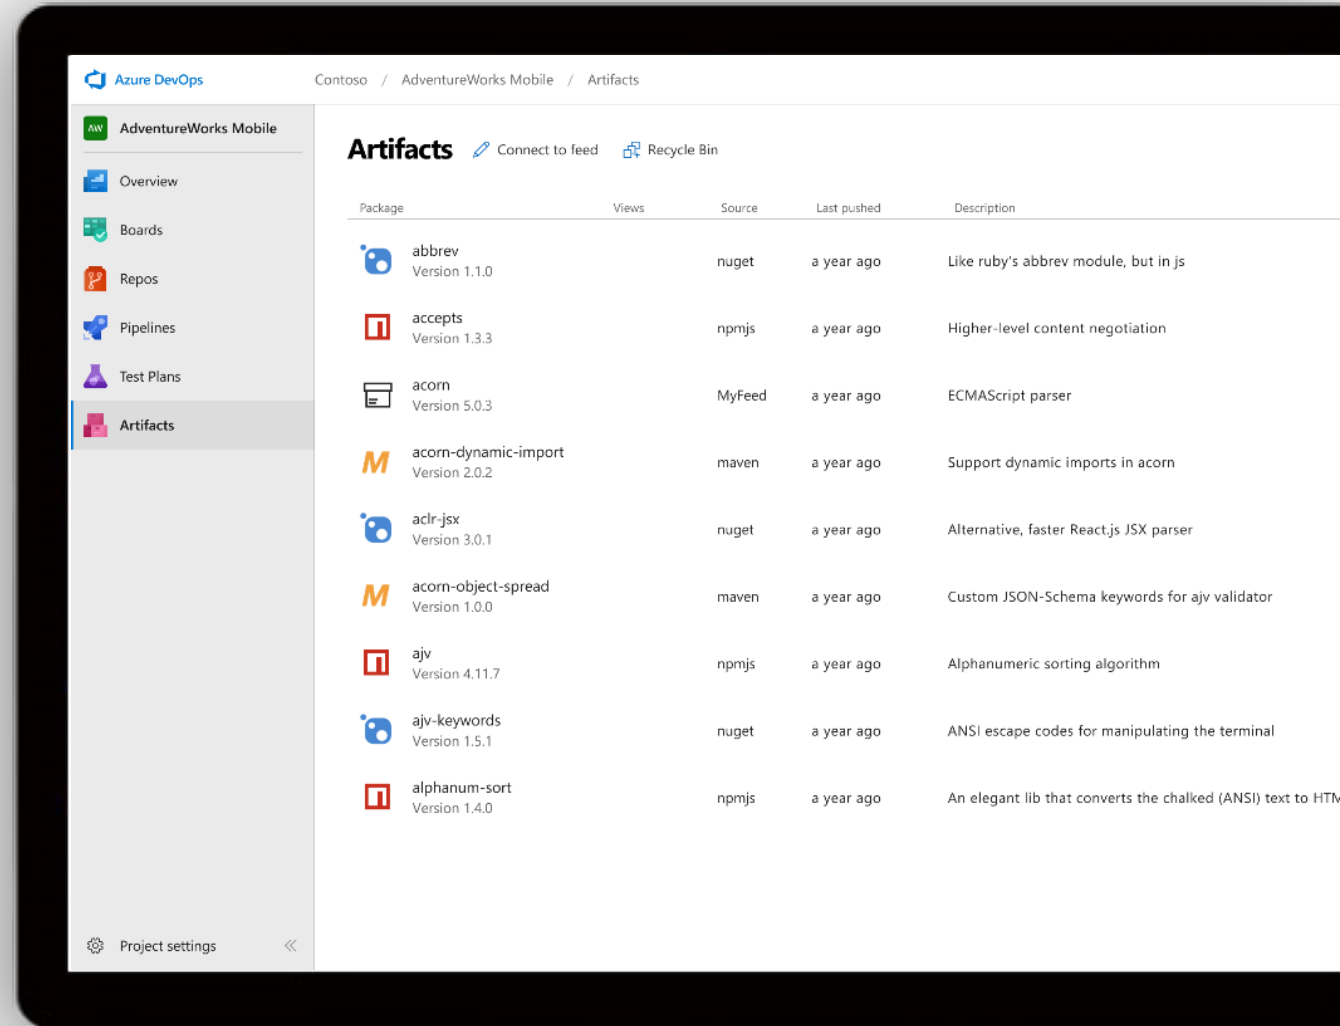 Azure DevOps
Contoso / AdventureWorks Mobile / Artifacts
AW AdventureWorks Mobile
Overview
Boards
Repos
Pipelines
Test Plans
Artifacts
Project settings
Artifacts Connect to feed Recycle Bin
Package Views Source Last pushed Description
abbrev
Version 1.1.0
nuget a year ago Like ruby's abbrev module, but in js
accepts
Version 1.3.3
npmjs a year ago Higher-level content negotiation
acorn
Version 5.0.3
MyFeed a year ago ECMAScript parser
acorn-dynamic-import
Version 2.0.2
maven a year ago Support dynamic imports in acorn
aclr-jsx
Version 3.0.1
nuget a year ago Alternative, faster React.js JSX parser
acorn-object-spread
Version 1.0.0
maven a year ago Custom JSON-Schema keywords for ajv validator
ajv
Version 4.11.7
npmjs a year ago Alphanumeric sorting algorithm
ajv-keywords
Version 1.5.1
nuget a year ago ANSI escape codes for manipulating the terminal
alphanum-sort
Version 1.4.0
npmjs a year ago An elegant lib that converts the chalked (ANSI) text to HTM